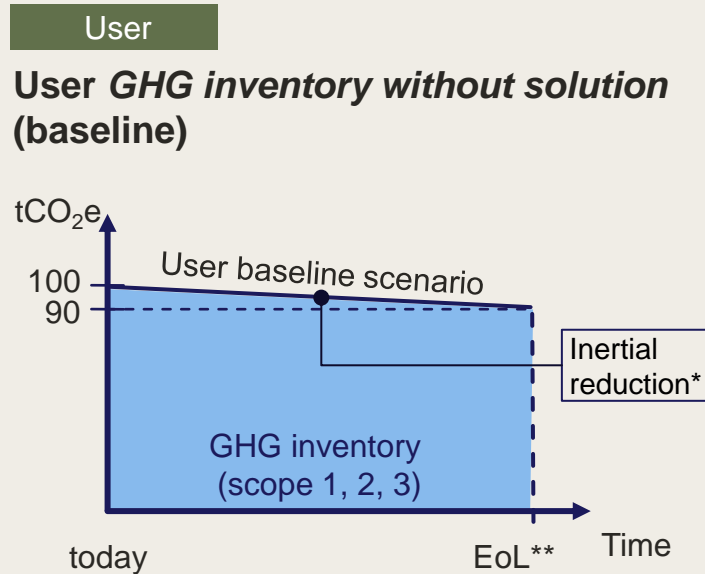 User
User GHG inventory without solution
(baseline)
tCO₂e
100
User baseline scenario
90
Inertial
reduction*
GHG inventory
(scope 1, 2, 3)
today
EoL**
Time